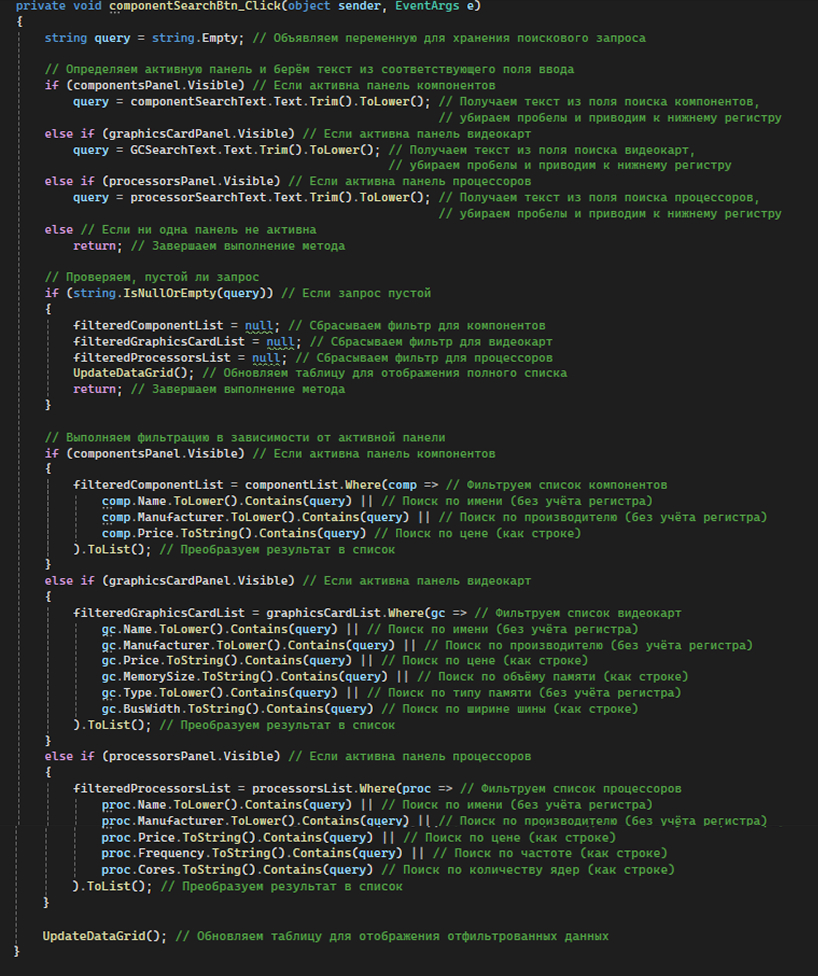 private void componentSearchBtn_Click(object sender, EventArgs e)
{
string query = string.Empty; // Объявляем переменную для хранения поискового запроса
// Определяем активную панель и берём текст из соответствующего поля ввода
if (componentsPanel.Visible) // Если активна панель компонентов
query = componentSearchText.Text.Trim().ToLower(); // Получаем текст из поля поиска компонентов,
// убираем пробелы и приводим к нижнему регистру
else if (graphicsCardPanel.Visible) // Если активна панель видеокарт
query = GCSearchText.Text.Trim().ToLower(); // Получаем текст из поля поиска видеокарт,
// убираем пробелы и приводим к нижнему регистру
else if (processorsPanel.Visible) // Если активна панель процессоров
query = processorSearchText.Text.Trim().ToLower(); // Получаем текст из поля поиска процессоров,
// убираем пробелы и приводим к нижнему регистру
else // Если ни одна панель не активна
return; // Завершаем выполнение метода
// Проверяем, пустой ли запрос
if (string.IsNullOrEmpty(query)) // Если запрос пустой
{
filteredComponentList = null; // Сбрасываем фильтр для компонентов
filteredGraphicsCardList = null; // Сбрасываем фильтр для видеокарт
filteredProcessorsList = null; // Сбрасываем фильтр для процессоров
UpdateDataGrid(); // Обновляем таблицу для отображения полного списка
return; // Завершаем выполнение метода
}
// Выполняем фильтрацию в зависимости от активной панели
if (componentsPanel.Visible) // Если активна панель компонентов
{
filteredComponentList = componentList.Where(comp => // Фильтруем список компонентов
comp.Name.ToLower().Contains(query) || // Поиск по имени (без учёта регистра)
comp.Manufacturer.ToLower().Contains(query) || // Поиск по производителю (без учёта регистра)
comp.Price.ToString().Contains(query) // Поиск по цене (как строке)
).ToList(); // Преобразуем результат в список
}
else if (graphicsCardPanel.Visible) // Если активна панель видеокарт
{
filteredGraphicsCardList = graphicsCardList.Where(gc => // Фильтруем список видеокарт
gc.Name.ToLower().Contains(query) || // Поиск по имени (без учёта регистра)
gc.Manufacturer.ToLower().Contains(query) || // Поиск по производителю (без учёта регистра)
gc.Price.ToString().Contains(query) || // Поиск по цене (как строке)
gc.MemorySize.ToString().Contains(query) || // Поиск по объёму памяти (как строке)
gc.Type.ToLower().Contains(query) || // Поиск по типу памяти (без учёта регистра)
gc.BusWidth.ToString().Contains(query) // Поиск по ширине шины (как строке)
).ToList(); // Преобразуем результат в список
}
else if (processorsPanel.Visible) // Если активна панель процессоров
{
filteredProcessorsList = processorsList.Where(proc => // Фильтруем список процессоров
proc.Name.ToLower().Contains(query) || // Поиск по имени (без учёта регистра)
proc.Manufacturer.ToLower().Contains(query) || // Поиск по производителю (без учёта регистра)
proc.Price.ToString().Contains(query) || // Поиск по цене (как строке)
proc.Frequency.ToString().Contains(query) || // Поиск по частоте (как строке)
proc.Cores.ToString().Contains(query) // Поиск по количеству ядер (как строке)
).ToList(); // Преобразуем результат в список
}
UpdateDataGrid(); // Обновляем таблицу для отображения отфильтрованных данных
}